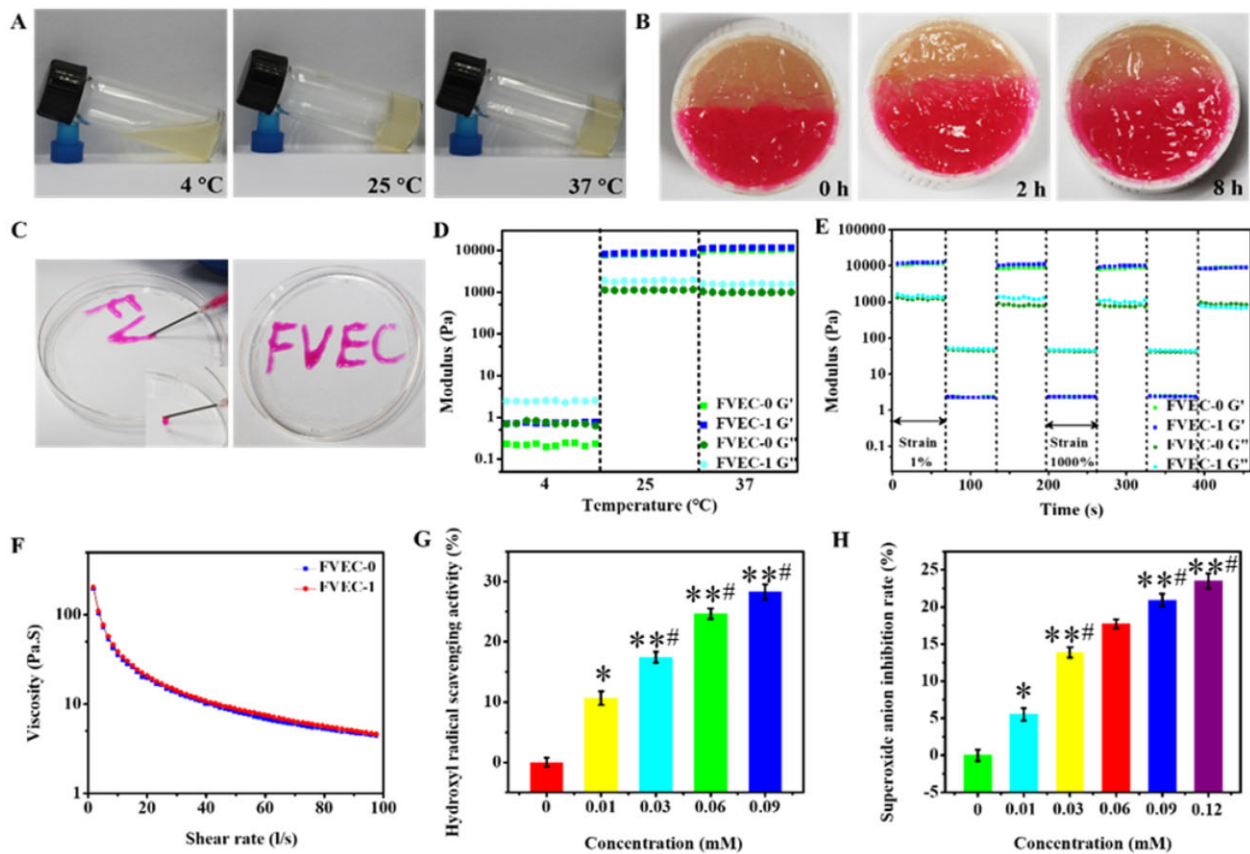 A
4 °C
25 °C
37 °C
B
0 h
2 h
8 h
C
FV
FVEC
D
Modulus (Pa)
10000
1000
100
10
1
0.1
FVEC-0 G'
FVEC-1 G'
FVEC-0 G"
FVEC-1 G"
4
25
37
Temperature (°C)
E
Modulus (Pa)
100000
10000
1000
100
10
1
0.1
Strain
1%
Strain
1000%
FVEC-0 G'
FVEC-1 G'
FVEC-0 G"
FVEC-1 G"
0
100
200
300
400
Time (s)
F
Viscosity (Pa.S)
100
10
1
FVEC-0
FVEC-1
0
20
40
60
80
100
Shear rate (l/s)
G
Hydroxyl radical scavenging activity (%)
30
20
10
0
*
**#
**#
**#
0
0.01
0.03
0.06
0.09
Concentration (mM)
H
Superoxide anion inhibition rate (%)
25
20
15
10
5
0
-5
*
**#
**#
**#
0
0.01
0.03
0.06
0.09
0.12
Concentration (mM)